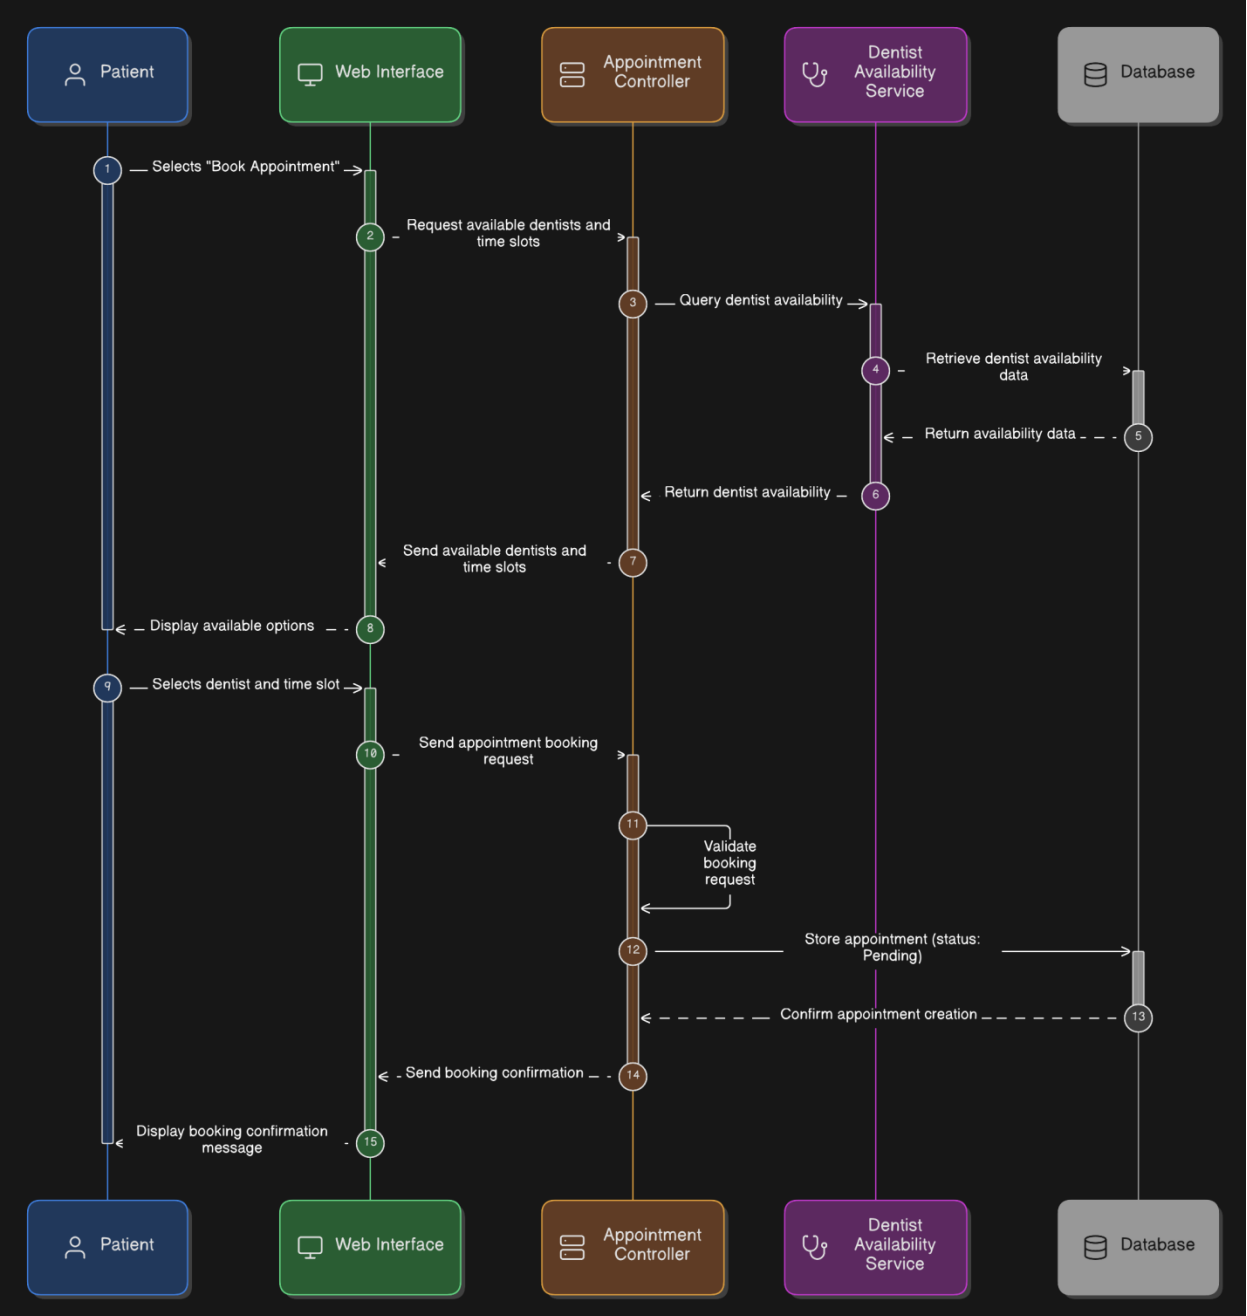 Patient
Web Interface
Appointment
Controller
Dentist
Availability
Service
Database
1
Selects "Book Appointment"
2
Request available dentists and
time slots
3
Query dentist availability
4
Retrieve dentist availability
data
Return availability data
5
Return dentist availability
6
Send available dentists and
time slots
7
Display available options
8
9
Selects dentist and time slot
10
Send appointment booking
request
11
Validate
booking
request
12
Store appointment (status:
Pending)
Confirm appointment creation
13
Send booking confirmation
14
Display booking confirmation
message
15
Patient
Web Interface
Appointment
Controller
Dentist
Availability
Service
Database